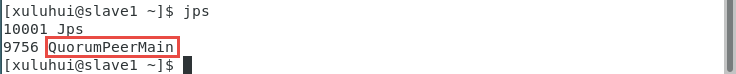 [xuluhui@slave1 ~]$ jps
10001 Jps
9756 QuorumPeerMain
[xuluhui@slave1 ~]$